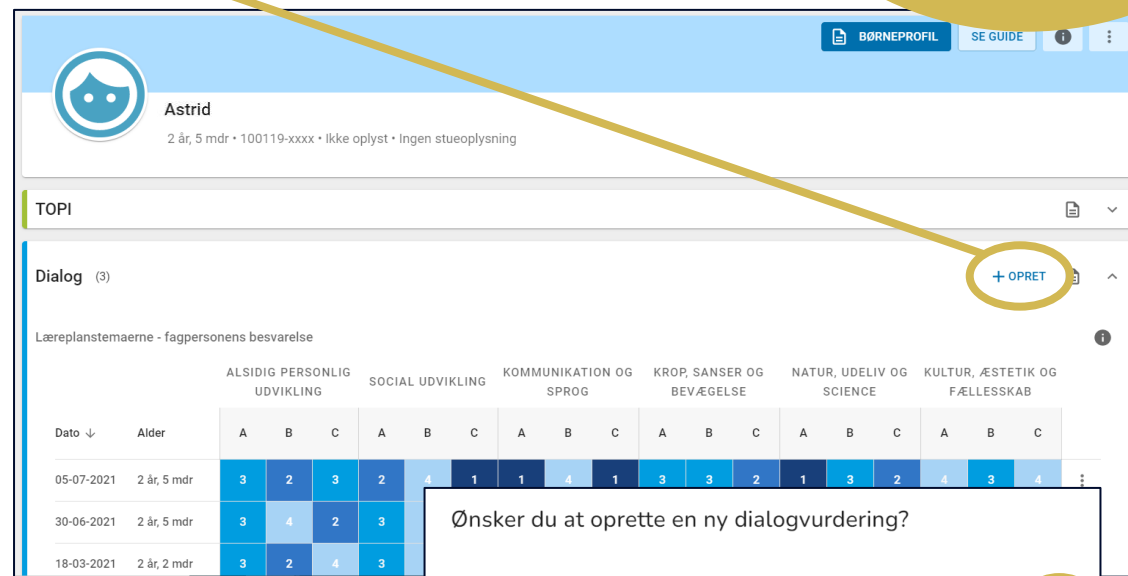 BØRNEPROFIL SE GUIDE
Astrid
2 år, 5 mdr • 100119-xxxx • Ikke oplyst • Ingen stueoplysning
TOPI
Dialog (3) + OPRET
Læreplanstemaerne - fagpersonens besvarelse
ALSIDIG PERSONLIG UDVIKLING SOCIAL UDVIKLING KOMMUNIKATION OG SPROG KROP, SANSER OG BEVÆGELSE NATUR, UDELIV OG SCIENCE KULTUR, ÆSTETIK OG FÆLLESSKAB
Dato ↓ Alder A B C A B C A B C A B C A B C A B C
05-07-2021 2 år, 5 mdr 3 2 3 2 4 1 1 4 1 3 3 2 1 3 2 4 3 4
30-06-2021 2 år, 5 mdr 3 4 2 3
Ønsker du at oprette en ny dialogvurdering?
18-03-2021 2 år, 2 mdr 3 2 4 3